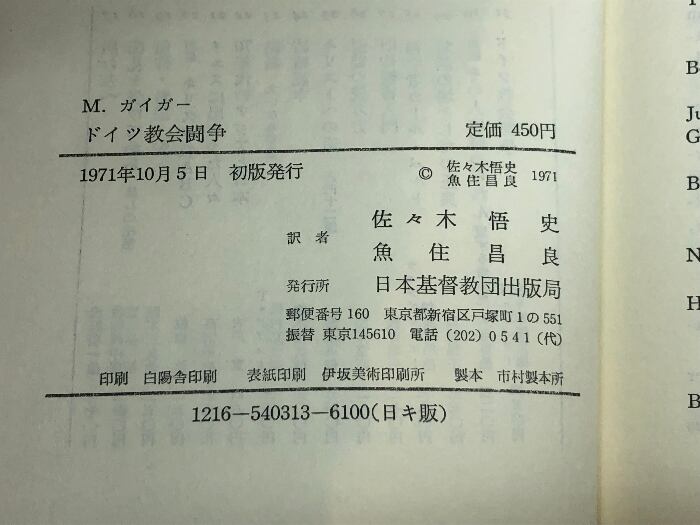 M. ガイガー
ドイツ教会闘争　定価 450円
1971年10月5日　初版発行　© 佐々木悟史 魚住昌良 1971
訳者　佐々木悟史
魚住昌良
発行所　日本基督教団出版局
郵便番号160　東京都新宿区戸塚町1の551
振替 東京145610　電話 (202) 0541 (代)
印刷　白陽舎印刷　表紙印刷　伊坂美術印刷所　製本　市村製本所
1216—540313—6100(日キ販)
B
Ju
G
B
N
H
B